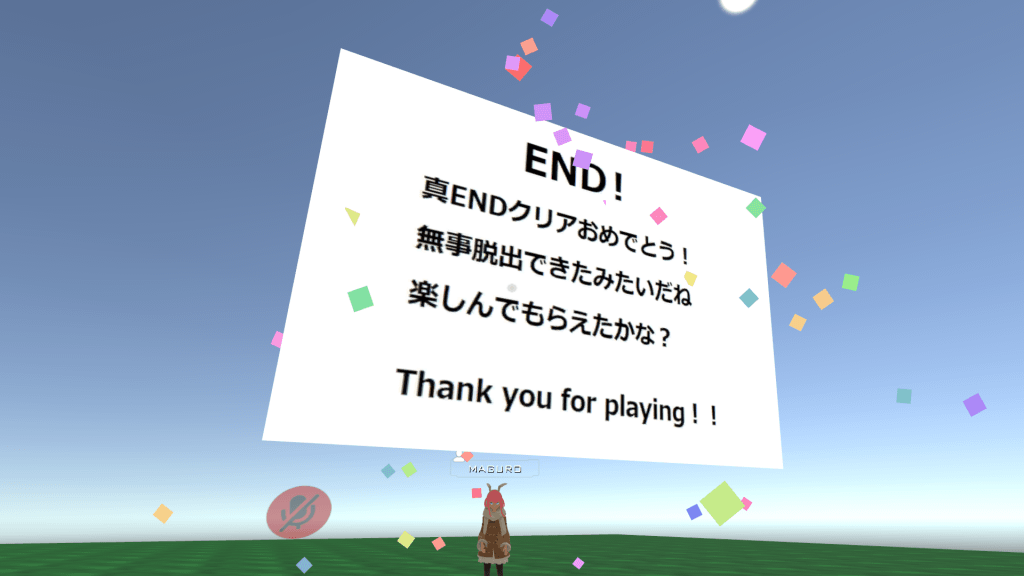 END！
真ENDクリアおめでとう！
無事脱出できたみたいだね
楽しんでもらえたかな？
Thank you for playing！！
MAGURO